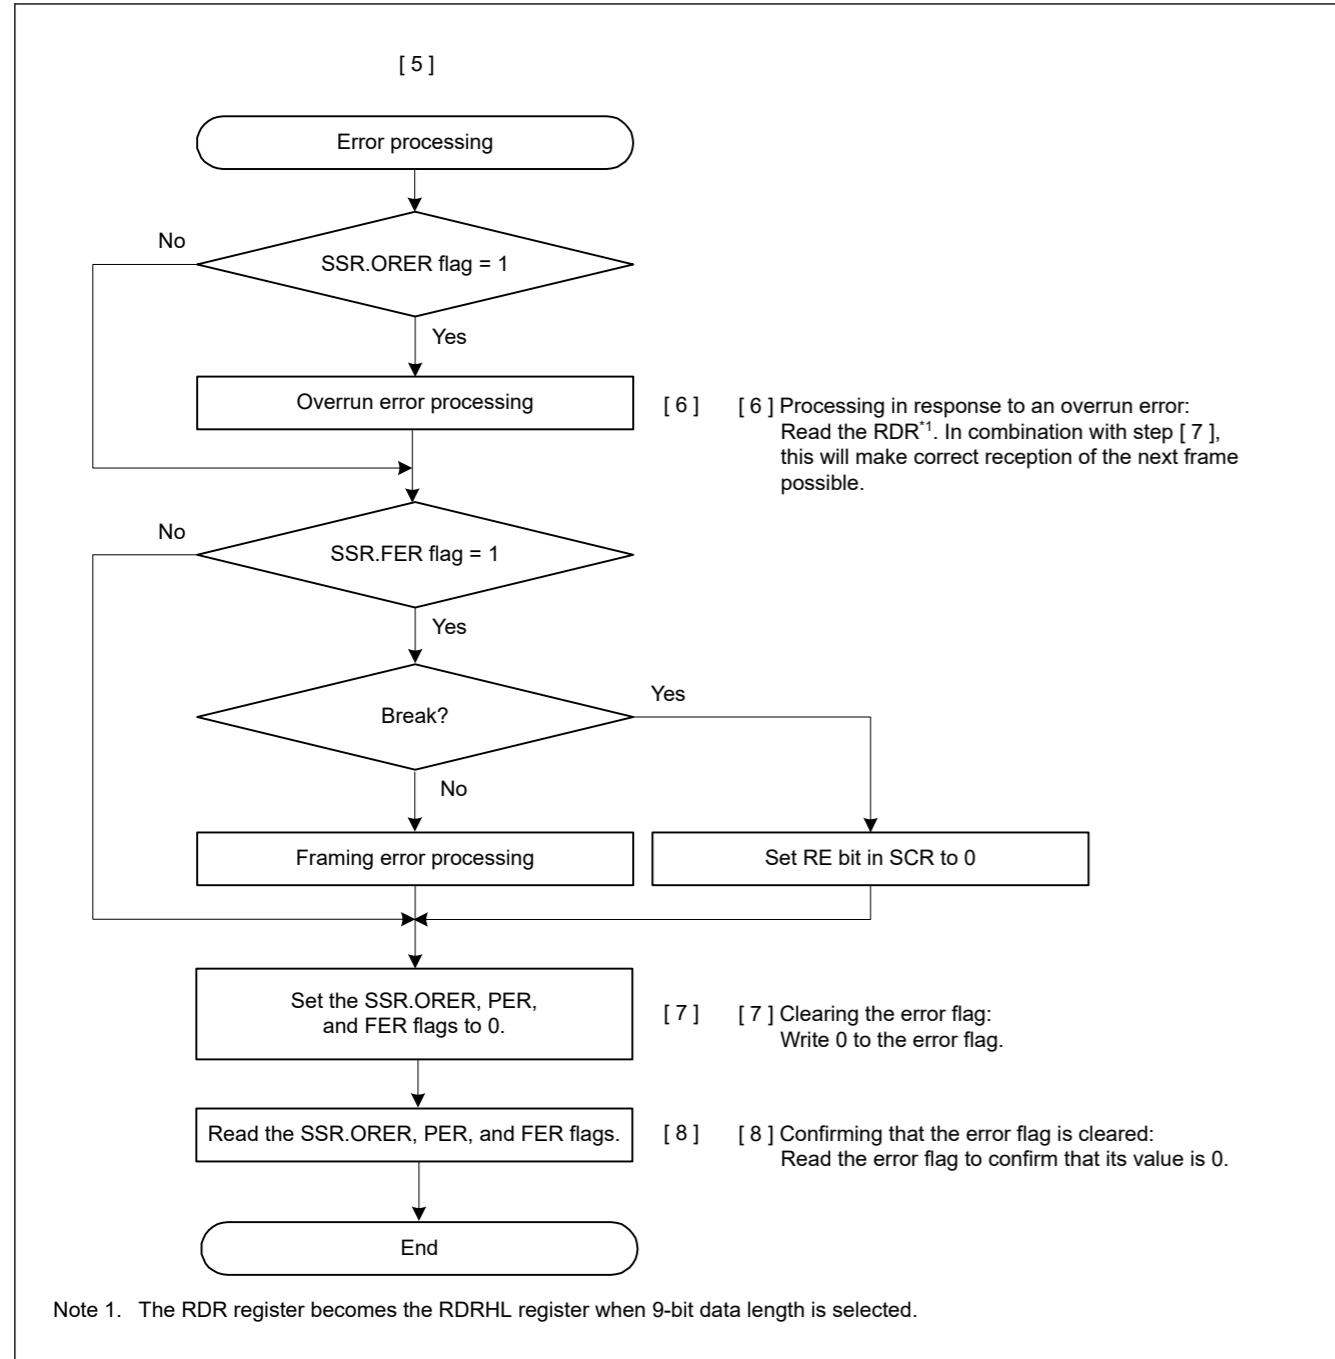 [ 5 ]
Error processing
No
SSR.ORER flag = 1
Yes
Overrun error processing
[ 6 ]
[ 6 ] Processing in response to an overrun error:
Read the RDR*1. In combination with step [ 7 ],
this will make correct reception of the next frame
possible.
No
SSR.FER flag = 1
Yes
Break?
Yes
No
Framing error processing
Set RE bit in SCR to 0
Set the SSR.ORER, PER,
and FER flags to 0.
[ 7 ]
[ 7 ] Clearing the error flag:
Write 0 to the error flag.
Read the SSR.ORER, PER, and FER flags.
[ 8 ]
[ 8 ] Confirming that the error flag is cleared:
Read the error flag to confirm that its value is 0.
End
Note 1. The RDR register becomes the RDRHL register when 9-bit data length is selected.